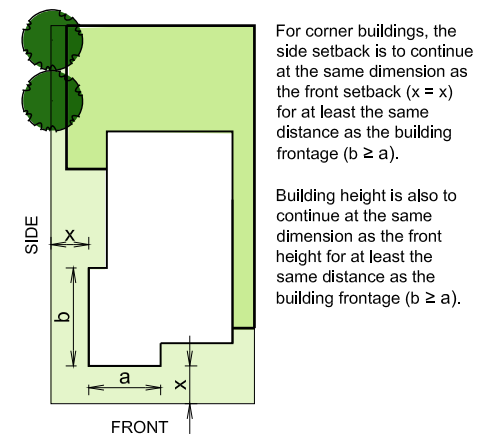 For corner buildings, the
side setback is to continue
at the same dimension as
the front setback (x = x)
for at least the same
distance as the building
frontage (b ≥ a).
Building height is also to
continue at the same
dimension as the front
height for at least the
same distance as the
building frontage (b ≥ a).
SIDE
x
b
a
x
FRONT